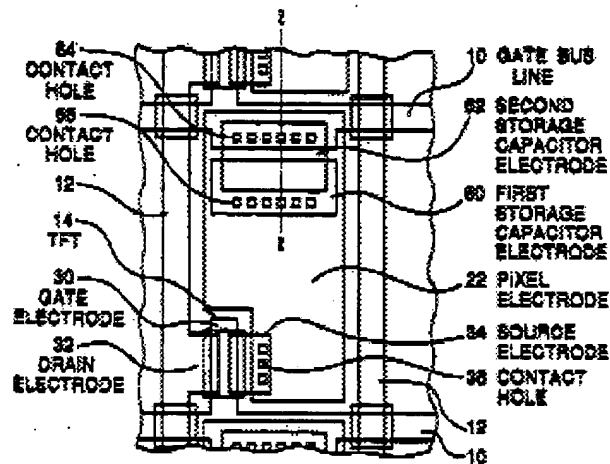 2
64
CONTACT
HOLE
66
CONTACT
HOLE
12
14
TFT
30
GATE
ELECTRODE
32
DRAIN
ELECTRODE
2
10 GATE BUS
LINE
62 SECOND
STORAGE
CAPACITOR
ELECTRODE
60 FIRST
STORAGE
CAPACITOR
ELECTRODE
22 PIXEL
ELECTRODE
34 SOURCE
ELECTRODE
36 CONTACT
HOLE
12
10